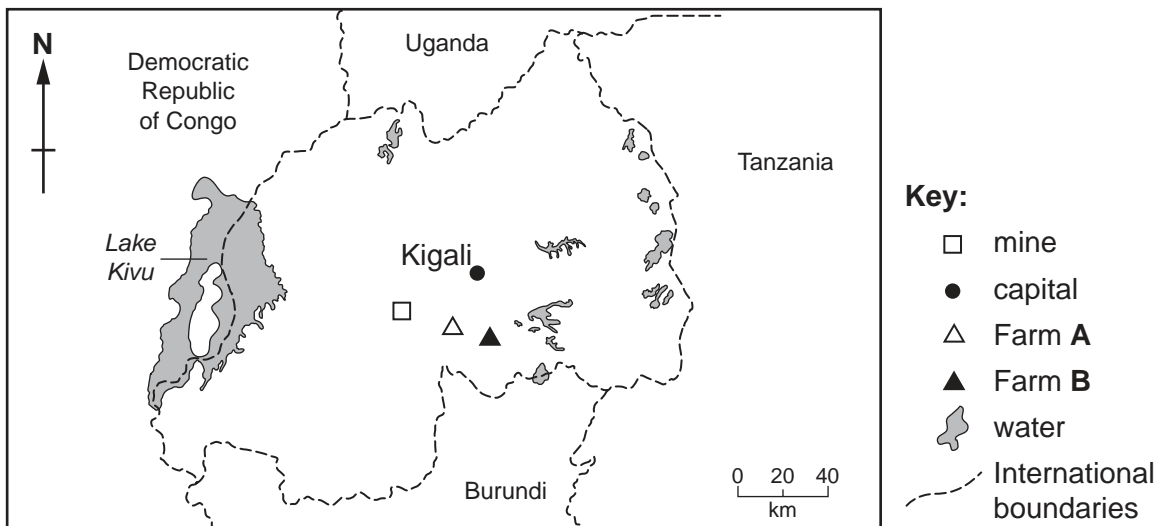 N
Democratic
Republic
of Congo
Uganda
Tanzania
Lake
Kivu
Kigali
Burundi
0 20 40
km
Key:
mine
capital
Farm A
Farm B
water
International
boundaries